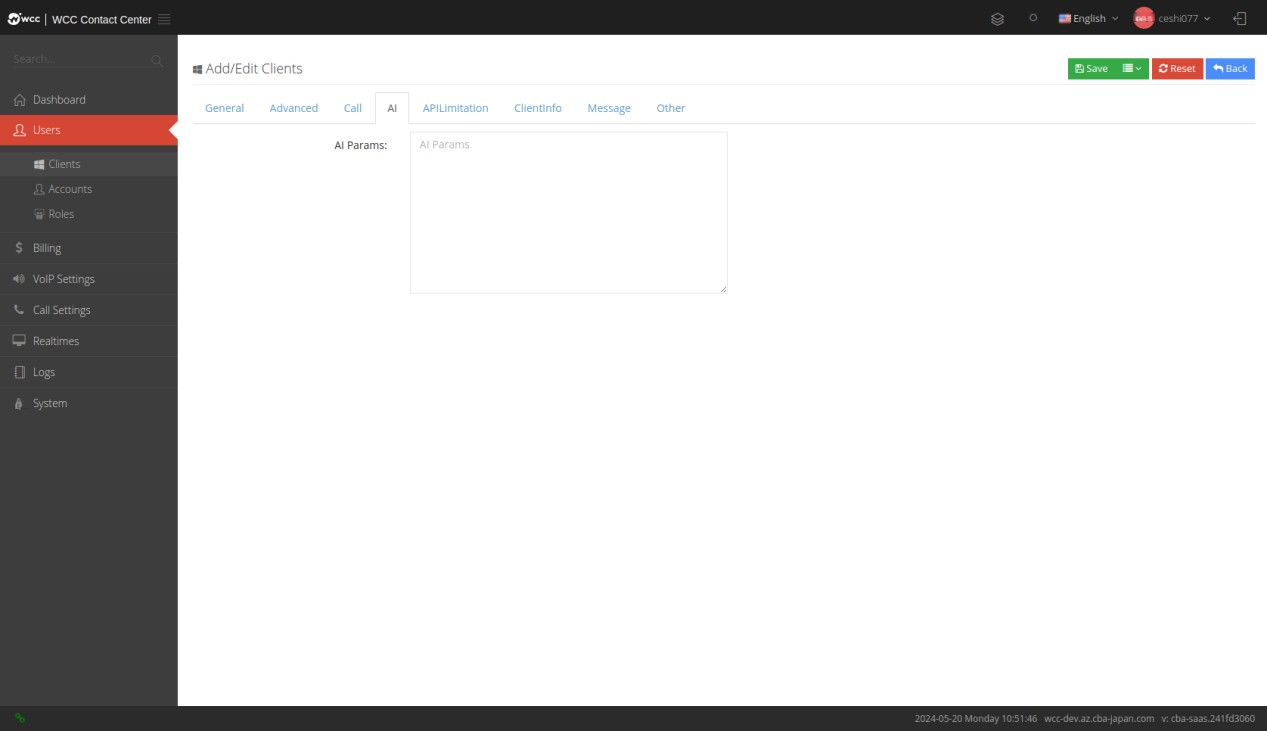 wcc | WCC Contact Center
English
ceshi077
Search...
Dashboard
Users
Clients
Accounts
Roles
Billing
VoIP Settings
Call Settings
Realtimes
Logs
System
Add/Edit Clients
Save
Reset
Back
General Advanced Call AI APILimitation ClientInfo Message Other
AI Params:
AI Params
2024-05-20 Monday 10:51:46 wcc-dev.az.cba-japan.com v: cba-saas.241fd3060